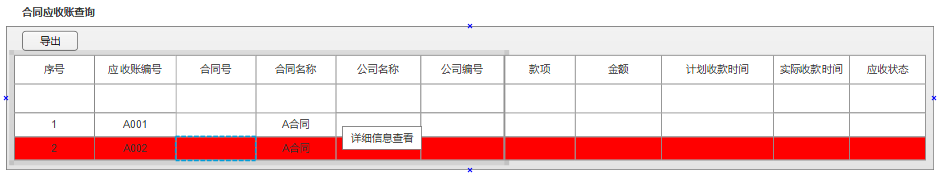 合同应收账查询
导出
序号 应收账编号 合同号 合同名称 公司名称 公司编号 款项 金额 计划收款时间 实际收款时间 应收状态
1 A001 A合同
详细信息查看
2 A002 A合同